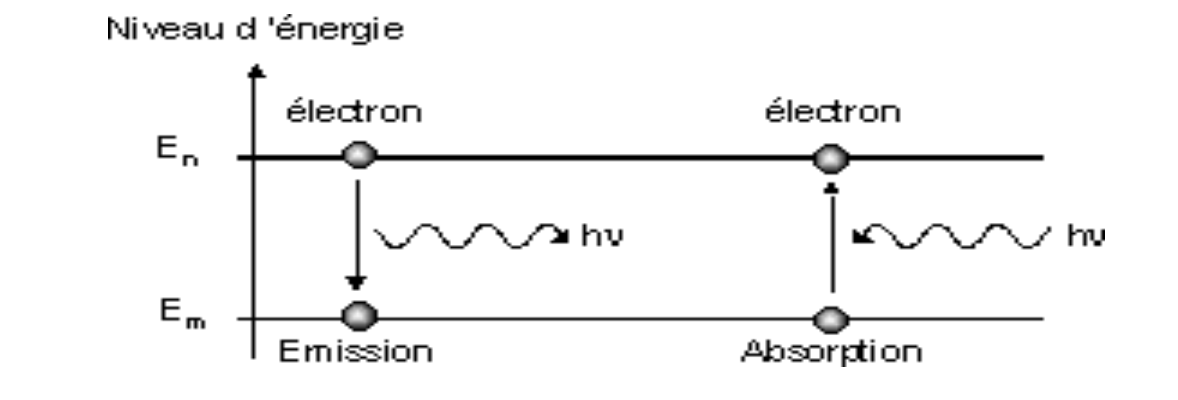 Niveau d 'énergie
électron électron
En
hν hν
Em
Emission Absorption